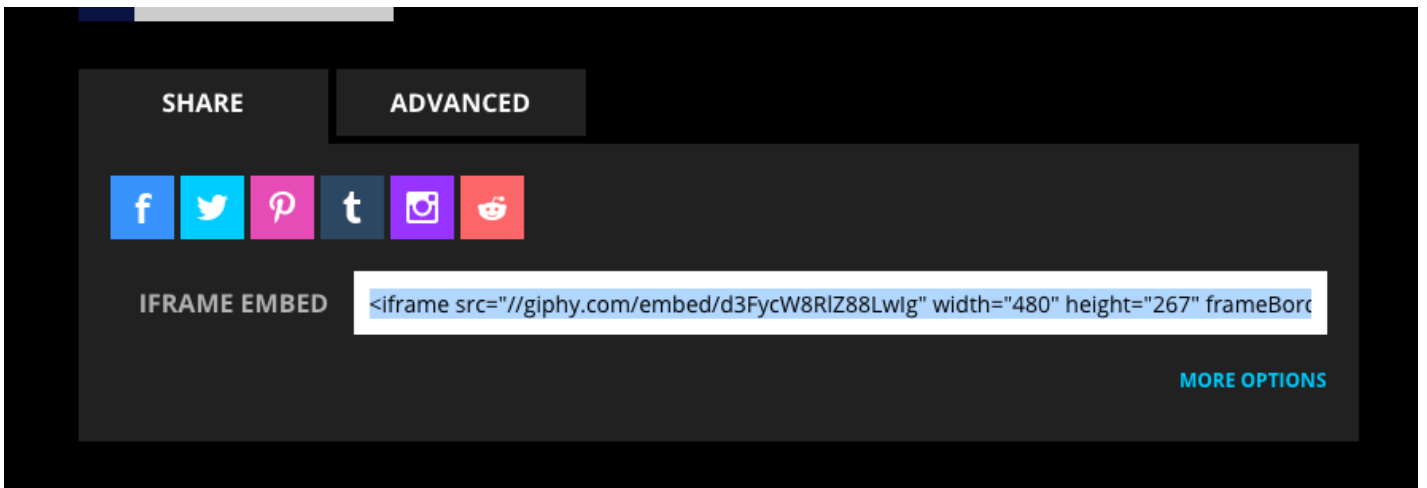 SHARE
ADVANCED
IFRAME EMBED
<iframe src="//giphy.com/embed/d3FycW8RlZ88LwIg" width="480" height="267" frameBorc
MORE OPTIONS